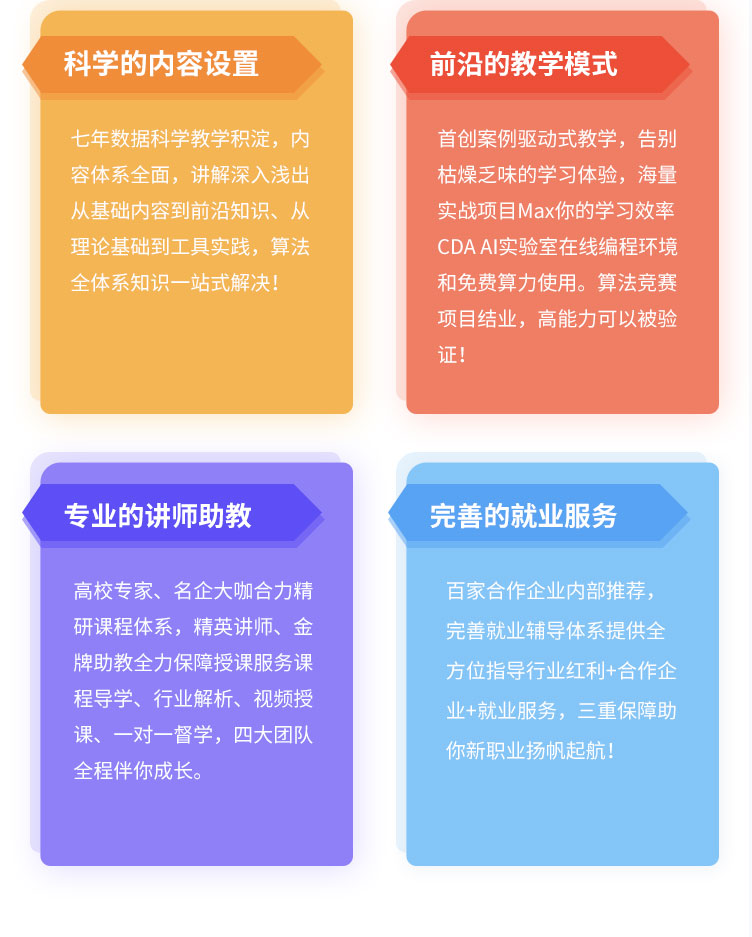 科学的内容设置
七年数据科学教学积淀，内
容体系全面，讲解深入浅出
从基础内容到前沿知识、从
理论基础到工具实践，算法
全体系知识一站式解决！
前沿的教学模式
首创案例驱动式教学，告别
枯燥乏味的学习体验，海量
实战项目Max你的学习效率
CDA AI实验室在线编程环境
和免费算力使用。算法竞赛
项目结业，高能力可以被验
证！
专业的讲师助教
高校专家、名企大咖合力精
研课程体系，精英讲师、金
牌助教全力保障授课服务课
程导学、行业解析、视频授
课、一对一督学，四大团队
全程伴你成长。
完善的就业服务
百家合作企业内部推荐，
完善就业辅导体系提供全
方位指导行业红利+合作企
业+就业服务，三重保障助
你新职业扬帆起航！